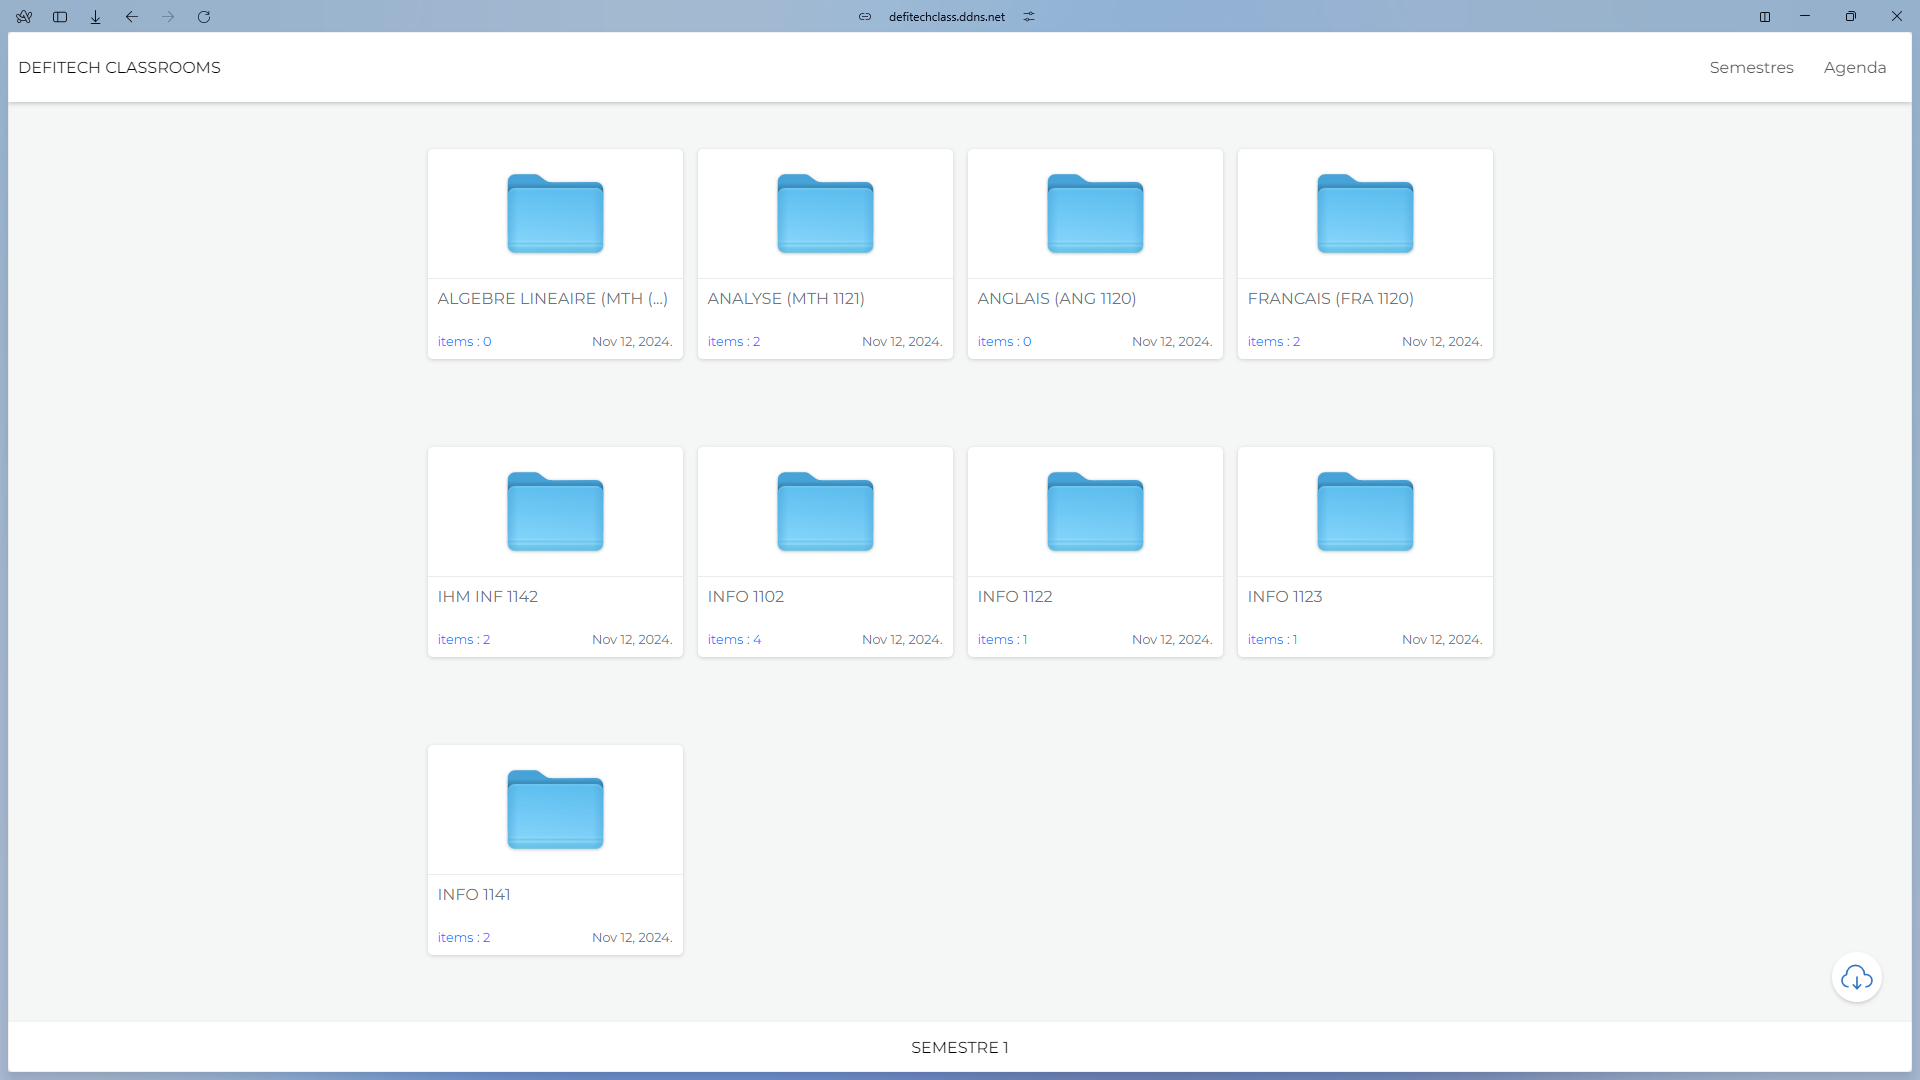 defitechclass.ddns.net
DEFITECH CLASSROOMS
Semestres
Agenda
ALGEBRE LINEAIRE (MTH (...)
items : 0
Nov 12, 2024.
ANALYSE (MTH 1121)
items : 2
Nov 12, 2024.
ANGLAIS (ANG 1120)
items : 0
Nov 12, 2024.
FRANCAIS (FRA 1120)
items : 2
Nov 12, 2024.
IHM INF 1142
items : 2
Nov 12, 2024.
INFO 1102
items : 4
Nov 12, 2024.
INFO 1122
items : 1
Nov 12, 2024.
INFO 1123
items : 1
Nov 12, 2024.
INFO 1141
items : 2
Nov 12, 2024.
SEMESTRE 1